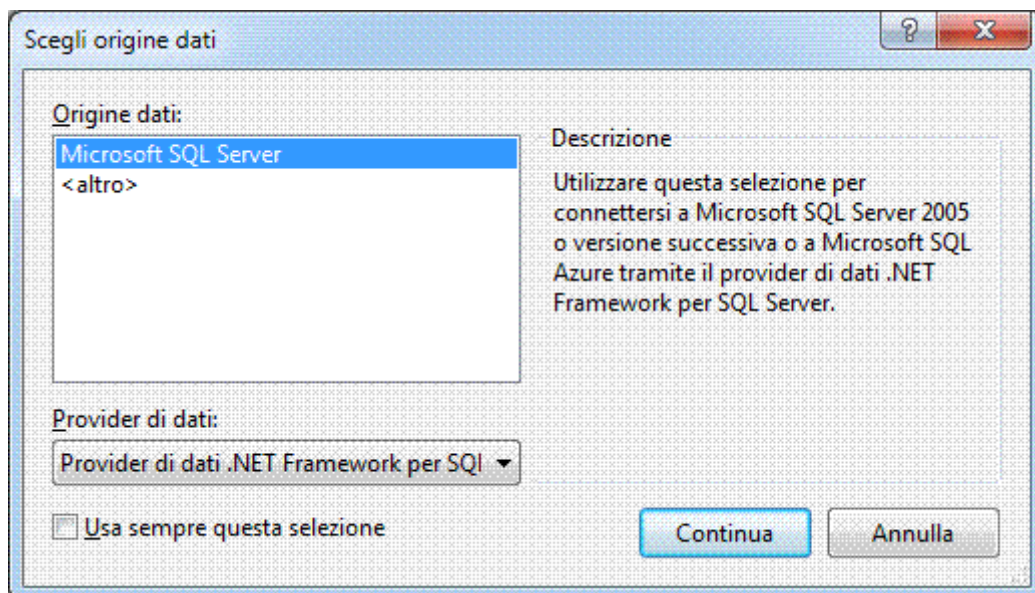 Scegli origine dati
Origine dati:
Microsoft SQL Server
<altro>
Descrizione
Utilizzare questa selezione per
connettersi a Microsoft SQL Server 2005
o versione successiva o a Microsoft SQL
Azure tramite il provider di dati .NET
Framework per SQL Server.
Provider di dati:
Provider di dati .NET Framework per SQl
Usa sempre questa selezione
Continua
Annulla